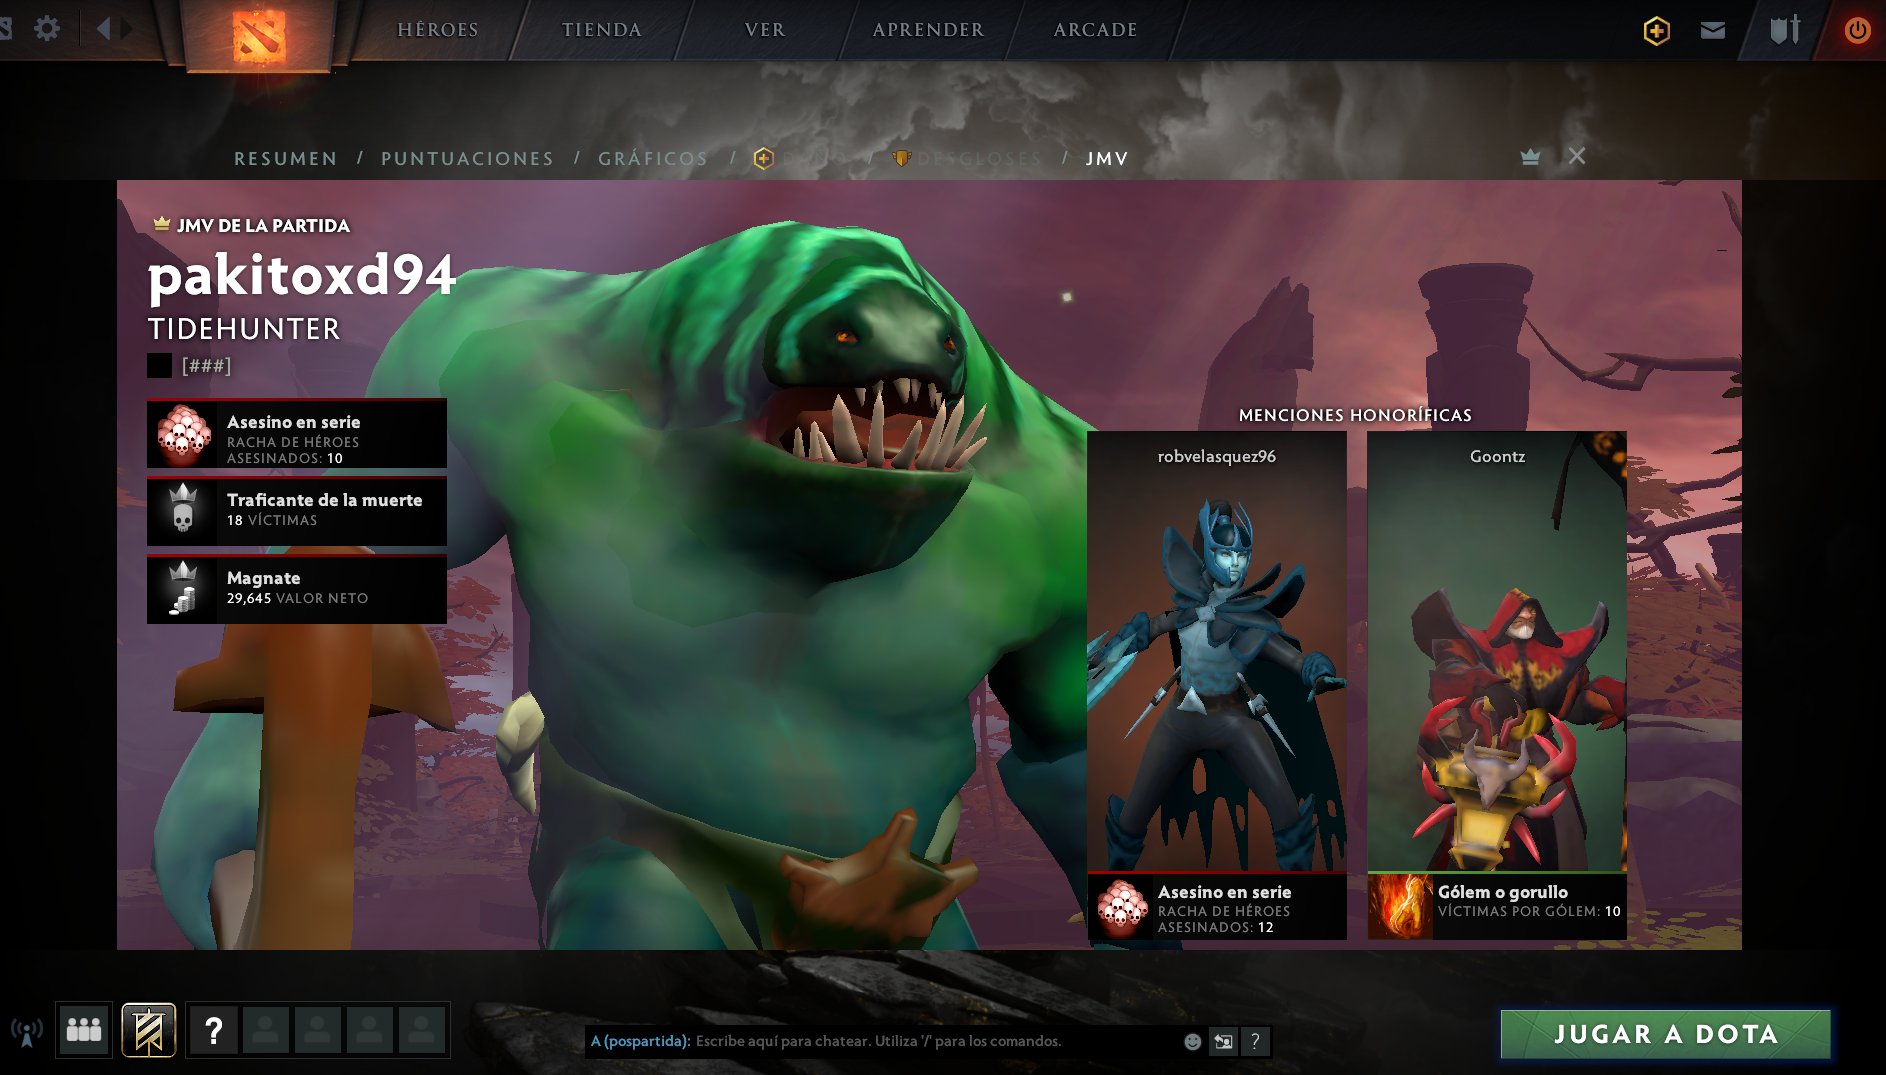 HÉROES
TIENDA
VER
APRENDER
ARCADE
RESUMEN / PUNTUACIONES / GRÁFICOS / / DESGLOSES / JMV
JMV DE LA PARTIDA
pakitoxd94
TIDEHUNTER
[###]
Asesino en serie
RACHA DE HÉROES
ASESINADOS: 10
Traficante de la muerte
18 VÍCTIMAS
Magnate
29,645 VALOR NETO
MENCIONES HONORÍFICAS
robvelasquez96
Asesino en serie
RACHA DE HÉROES
ASESINADOS: 12
Goontz
Gólem o gorullo
VÍCTIMAS POR GÓLEM: 10
?
A (pospartida): Escribe aquí para chatear. Utiliza '/' para los comandos.
?
JUGAR A DOTA